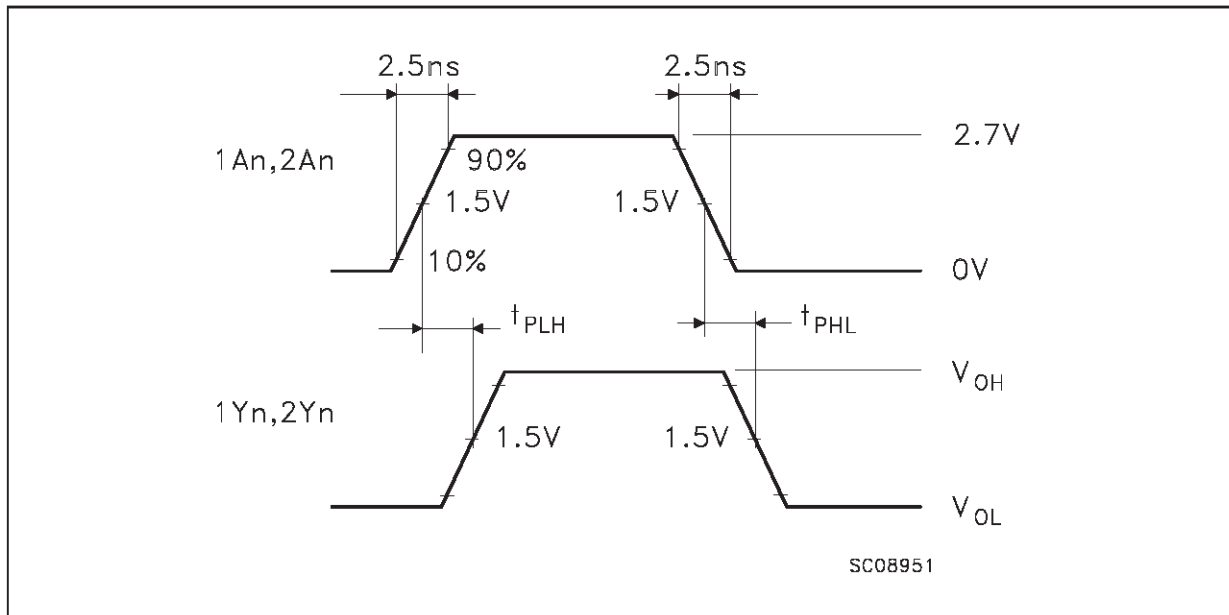 2.5ns 2.5ns
2.7V
1An,2An 90%
1.5V 1.5V
10% 0V
tPLH tPHL
VOH
1Yn,2Yn
1.5V 1.5V
VOL
SC08951